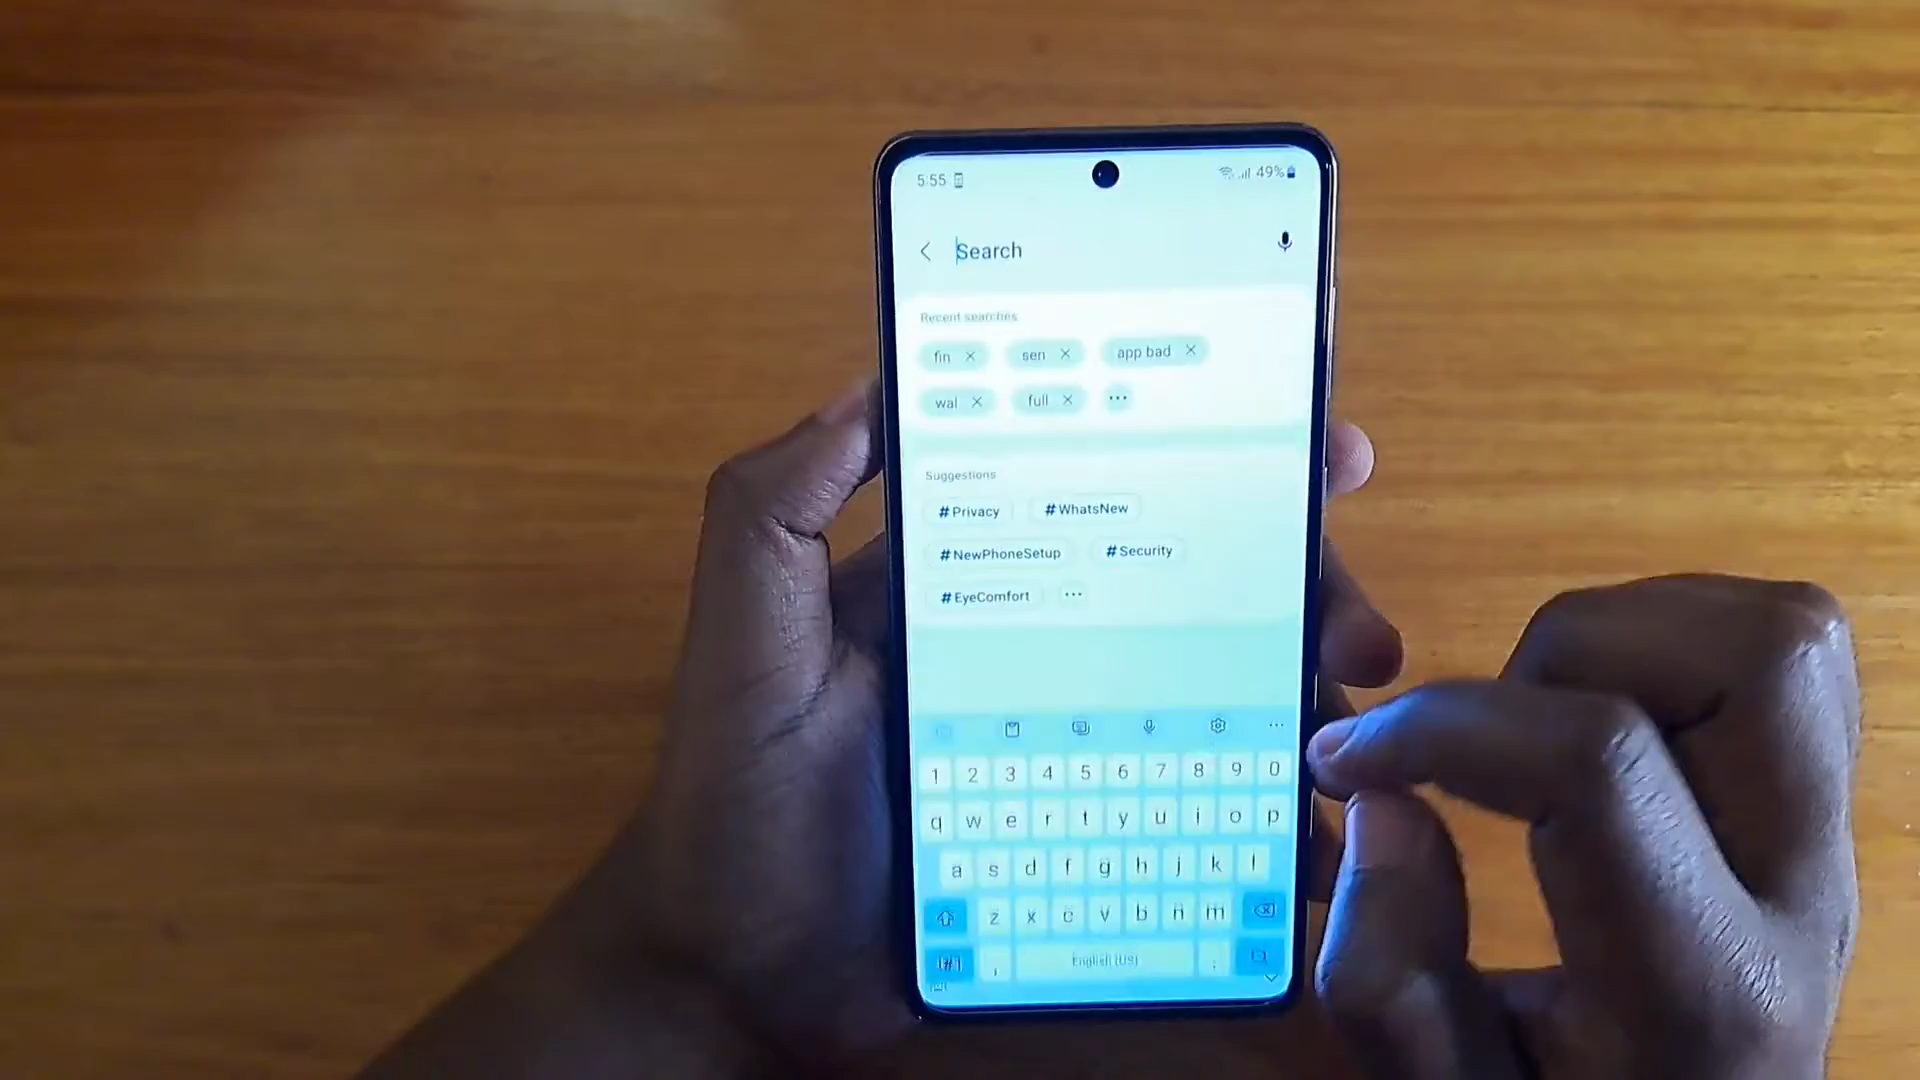 5:55 49%
Search
Recent searches
fin sen app bad
wal full
Suggestions
#Privacy #WhatsNew
#NewPhoneSetup #Security
#EyeComfort
1 2 3 4 5 6 7 8 9 0
q w e r t y u i o p
a s d f g h j k l
z x c v b n m
!#1 , English (US) .